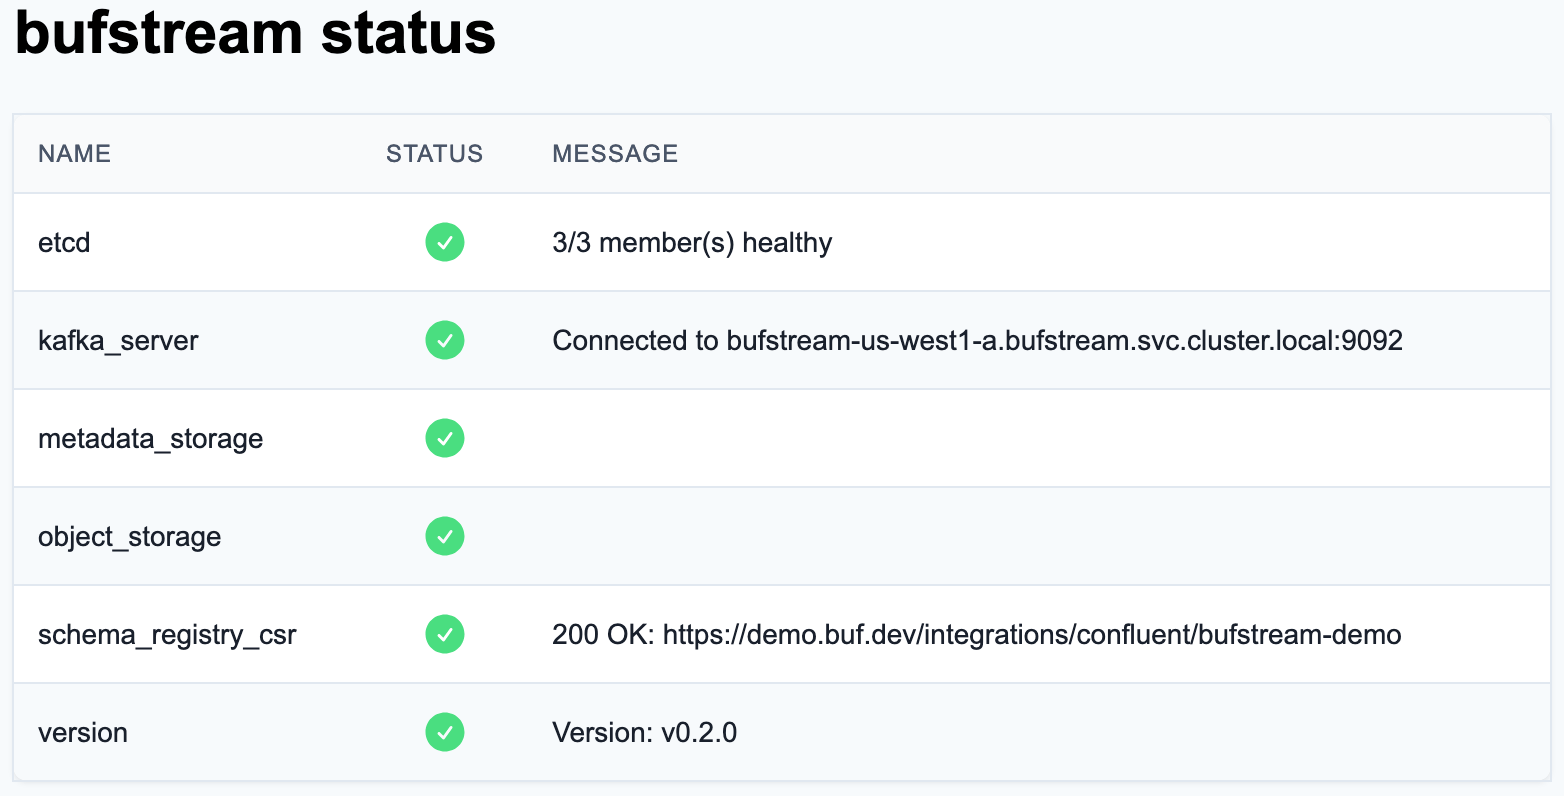 bufstream status
NAME STATUS MESSAGE
etcd 3/3 member(s) healthy
kafka_server Connected to bufstream-us-west1-a.bufstream.svc.cluster.local:9092
metadata_storage
object_storage
schema_registry_csr 200 OK: https://demo.buf.dev/integrations/confluent/bufstream-demo
version Version: v0.2.0